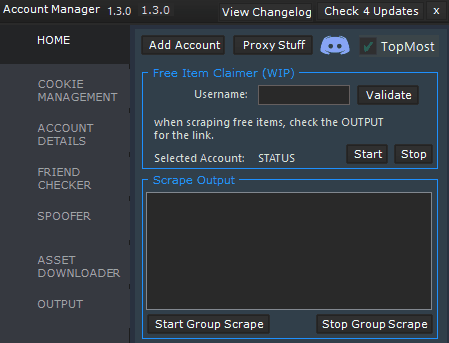 Account Manager 1.3.0 1.3.0 View Changelog Check 4 Updates x
HOME
COOKIE
MANAGEMENT
ACCOUNT
DETAILS
FRIEND
CHECKER
SPOOFER
ASSET
DOWNLOADER
OUTPUT
Add Account Proxy Stuff TopMost
Free Item Claimer (WIP)
Username: Validate
when scraping free items, check the OUTPUT
for the link.
Selected Account: STATUS Start Stop
Scrape Output
Start Group Scrape Stop Group Scrape